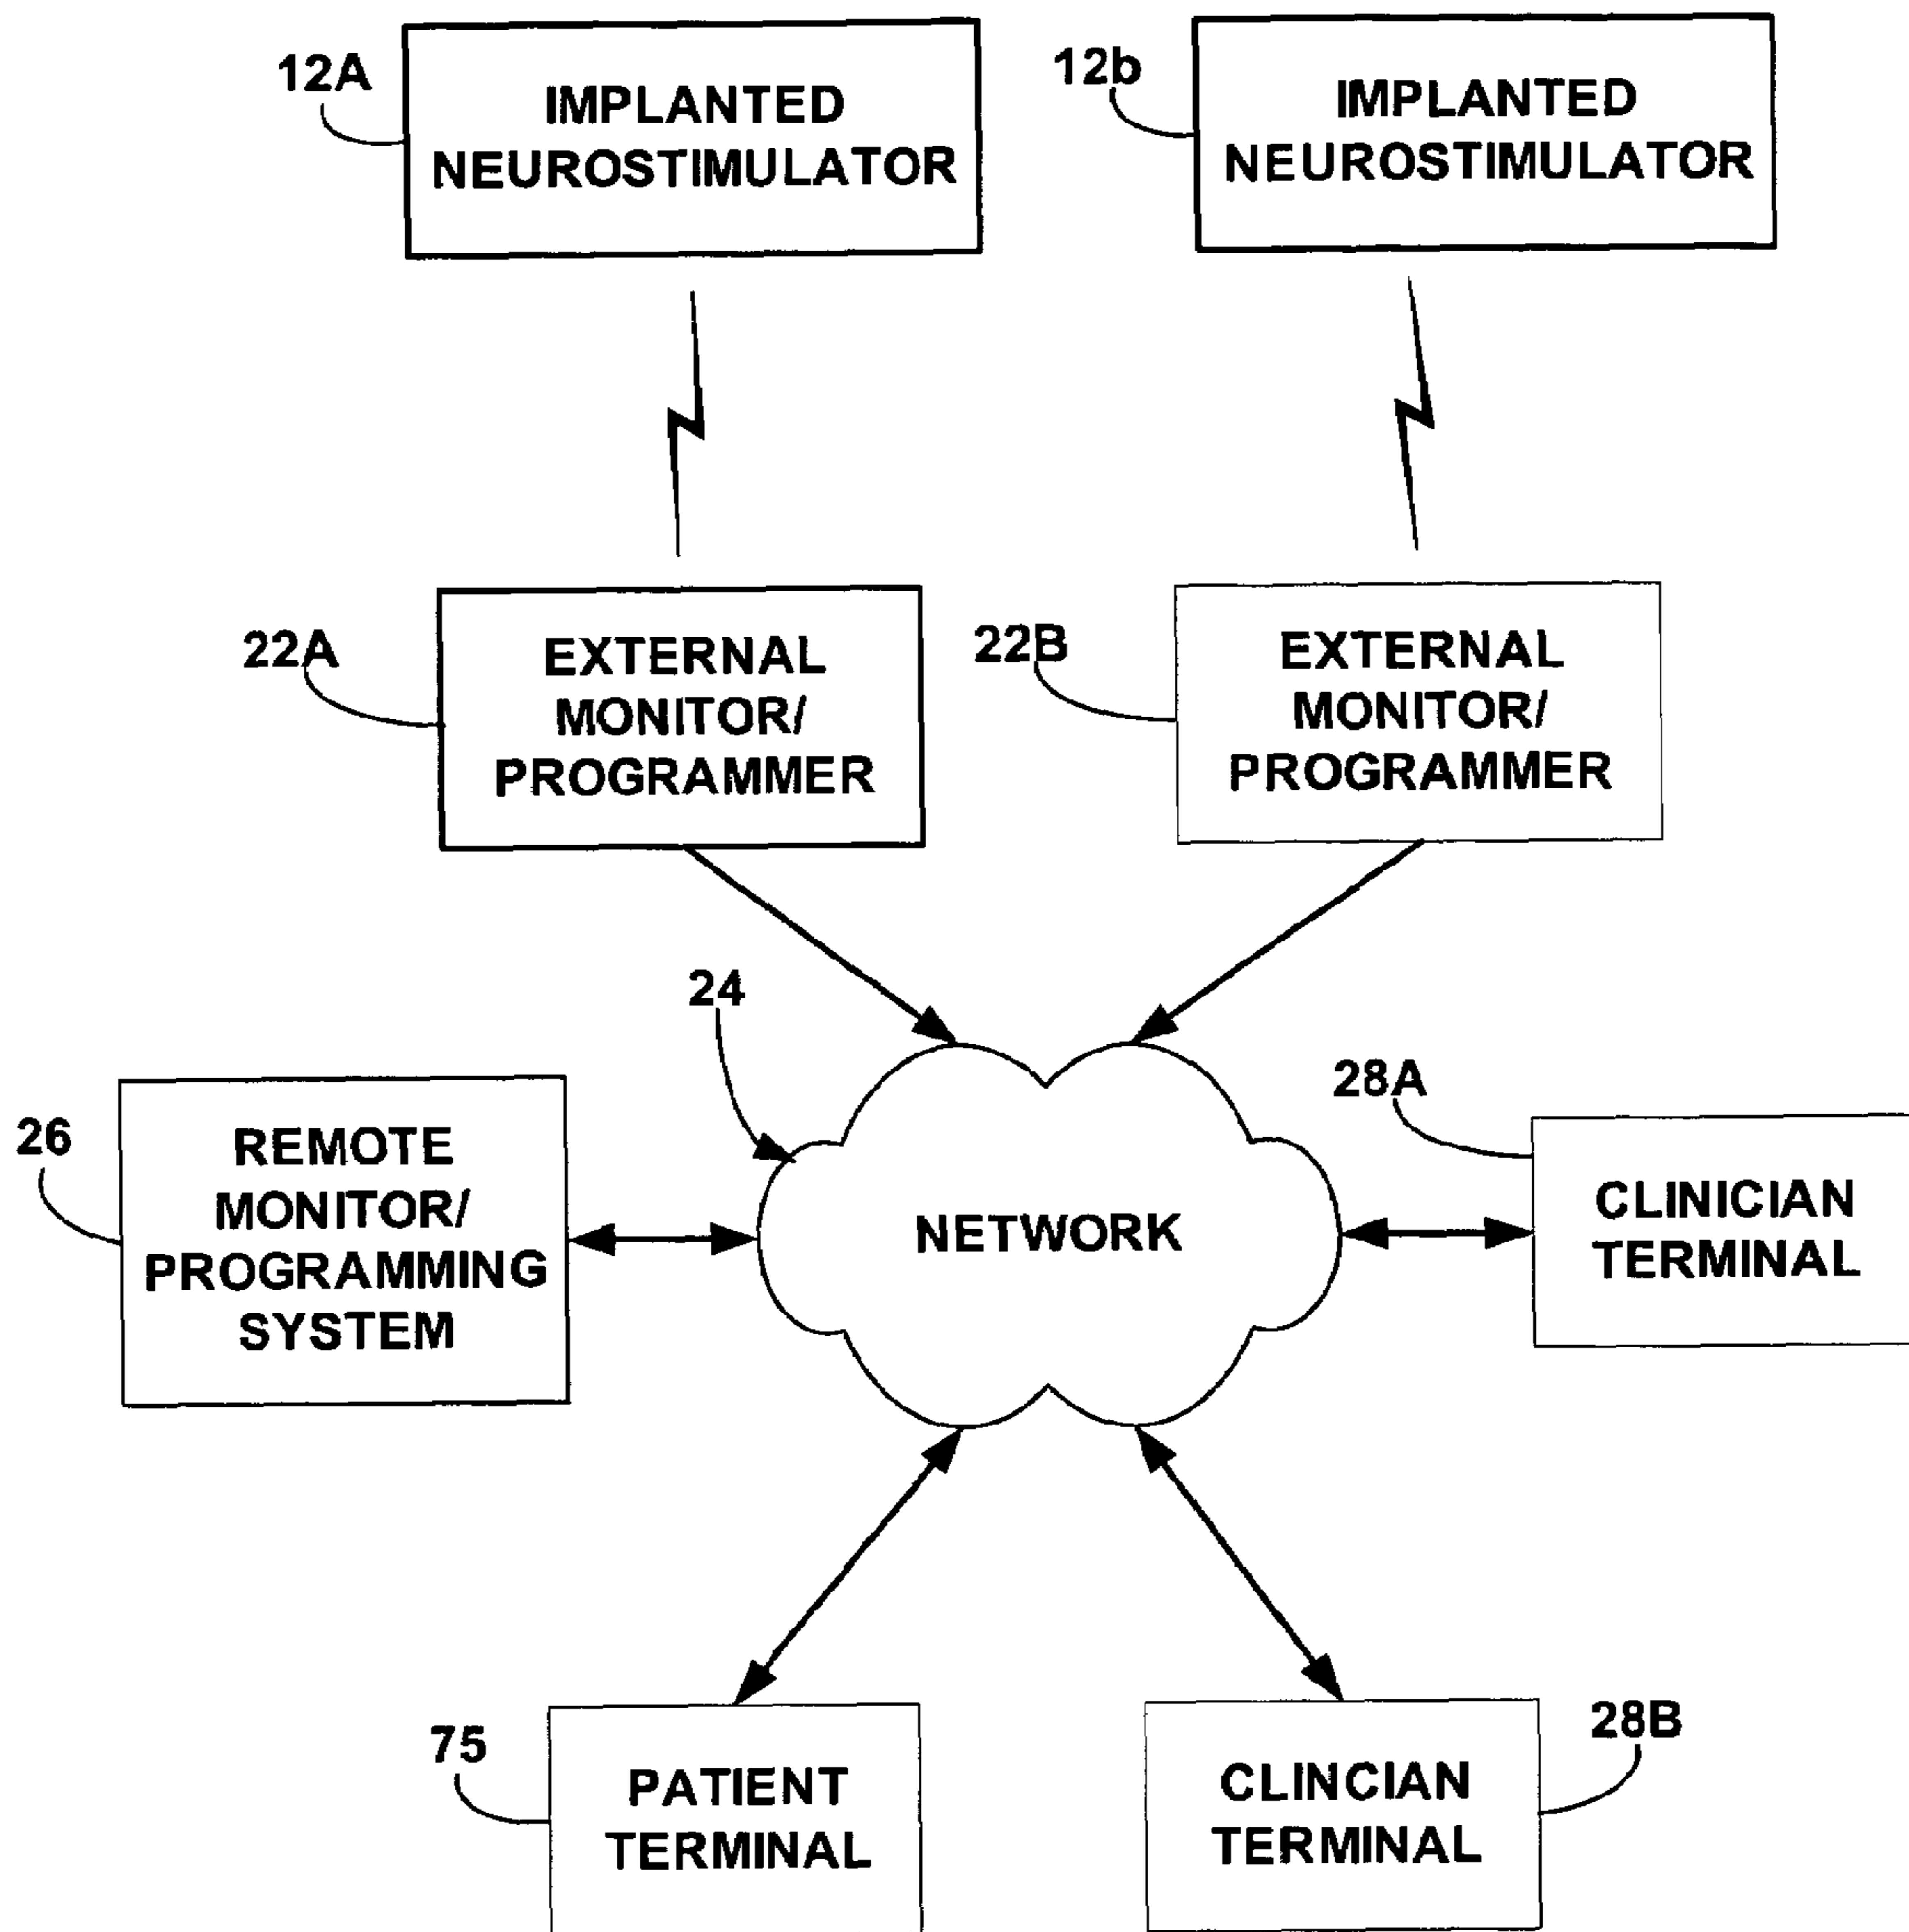 12A
IMPLANTED
NEUROSTIMULATOR
12b
IMPLANTED
NEUROSTIMULATOR
22A
EXTERNAL
MONITOR/
PROGRAMMER
22B
EXTERNAL
MONITOR/
PROGRAMMER
24
26
REMOTE
MONITOR/
PROGRAMMING
SYSTEM
NETWORK
28A
CLINICIAN
TERMINAL
75
PATIENT
TERMINAL
CLINCIAN
TERMINAL
28B